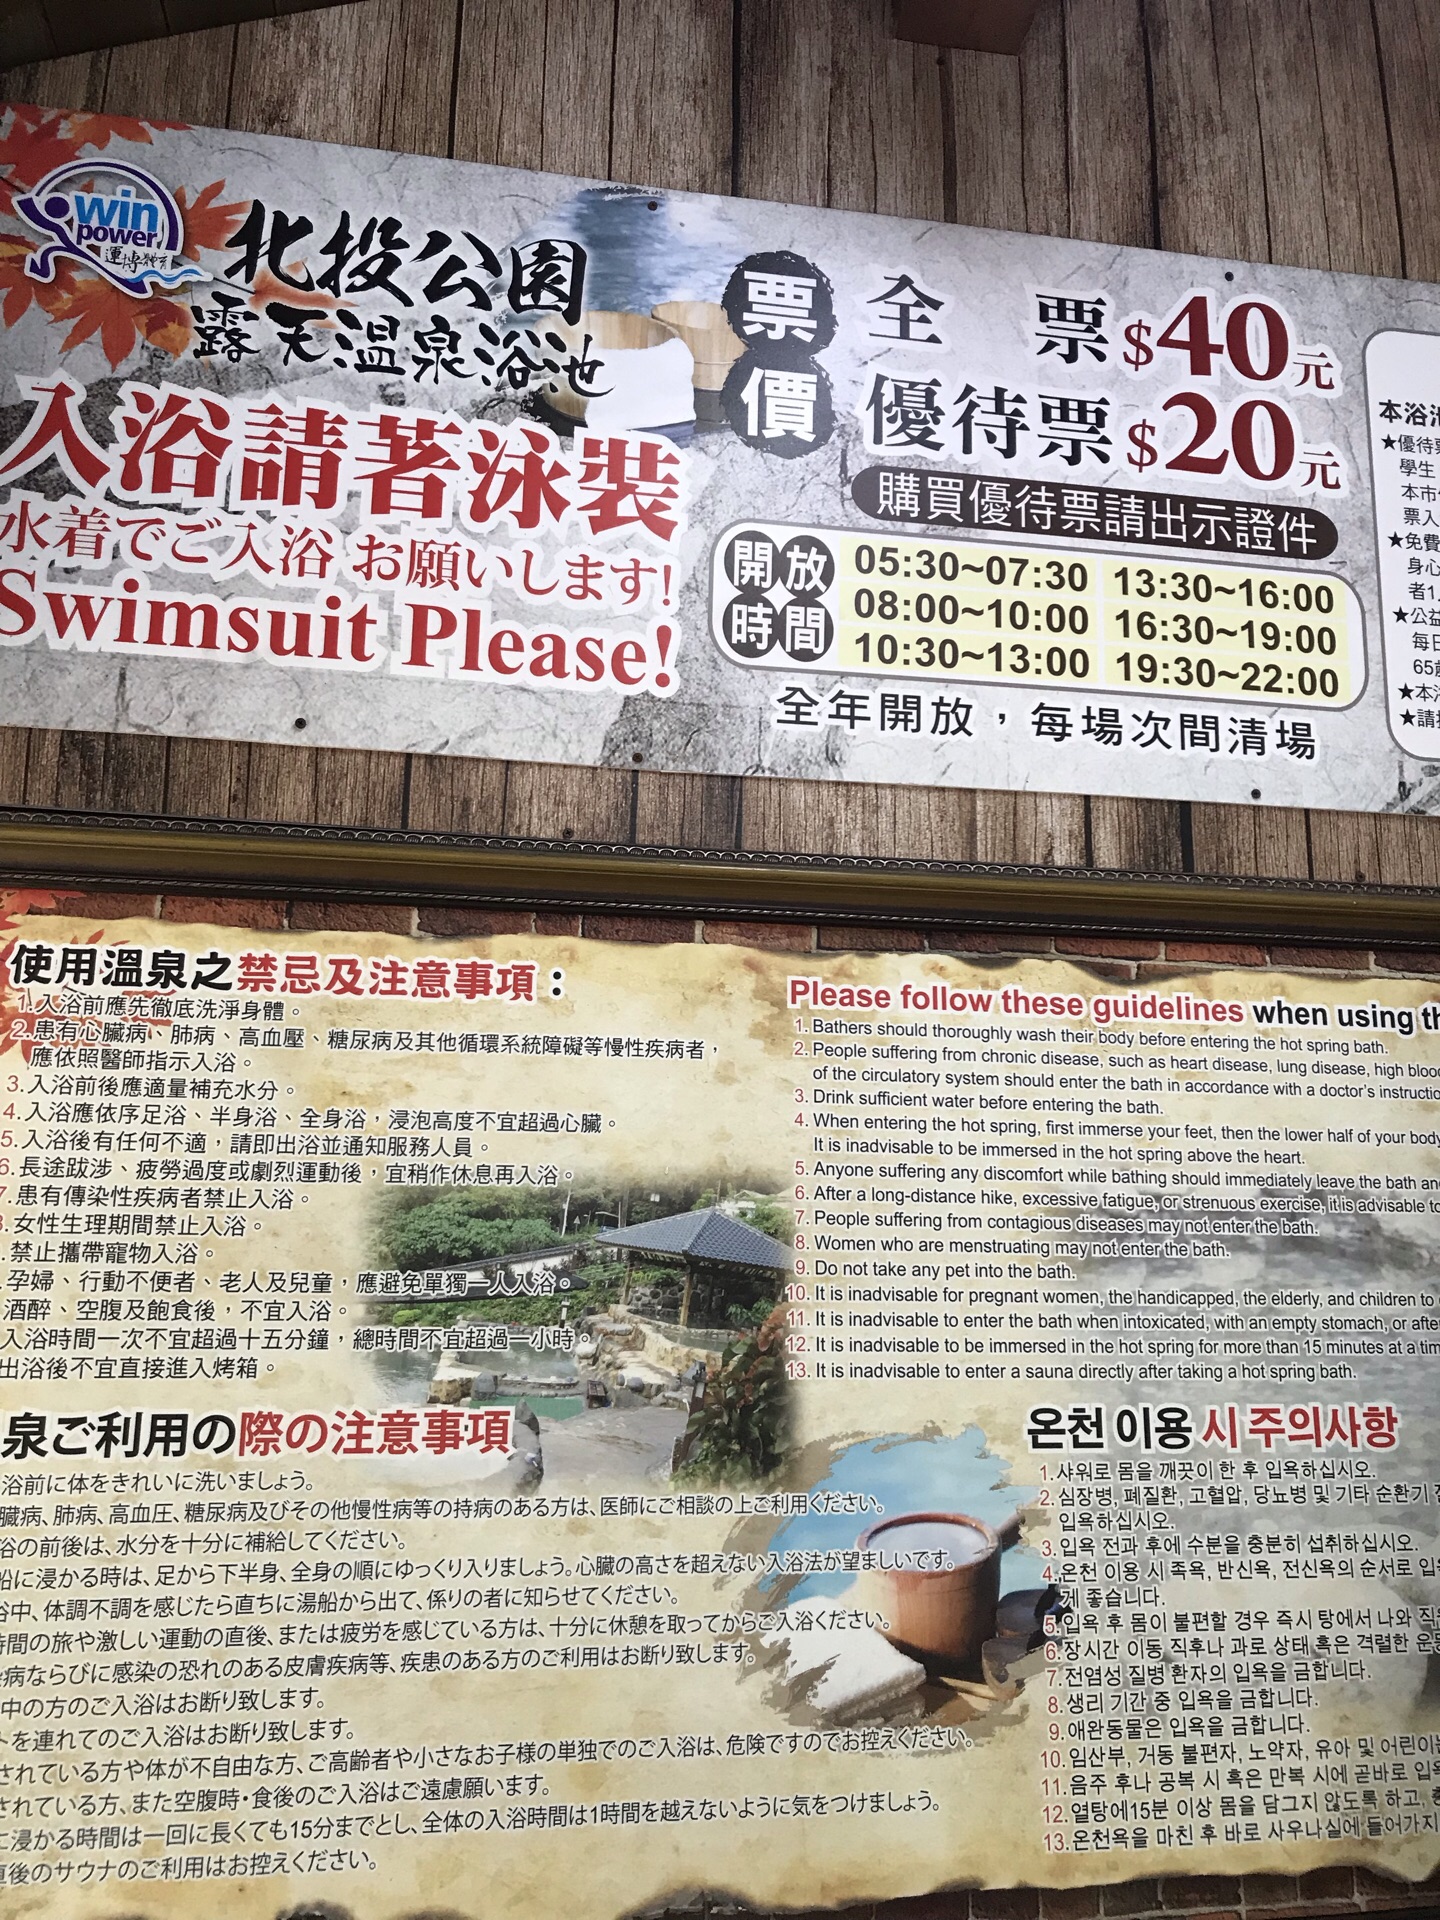 win
power
北投公園
露天溫泉浴池
入浴請著泳裝
水着でご入浴 お願いします!
Swimsuit Please!
票價
全 票 $40元
優待票 $20元
購買優待票請出示證件
開放時間
05:30~07:30 13:30~16:00
08:00~10:00 16:30~19:00
10:30~13:00 19:30~22:00
全年開放，每場次間清場
本浴池
★優待票
學生
本市
票入
★免費
身心
者1
★公益
每日
65歲
★本
★請
使用溫泉之禁忌及注意事項：
1.入浴前應先徹底洗淨身體。
2.患有心臟病、肺病、高血壓、糖尿病及其他循環系統障礙等慢性疾病者，
應依照醫師指示入浴。
3.入浴前後應適量補充水分。
4.入浴應依序足浴、半身浴、全身浴，浸泡高度不宜超過心臟。
5.入浴後有任何不適，請即出浴並通知服務人員。
6.長途跋涉、疲勞過度或劇烈運動後，宜稍作休息再入浴。
7.患有傳染性疾病者禁止入浴。
8.女性生理期間禁止入浴。
.禁止攜帶寵物入浴。
.孕婦、行動不便者、老人及兒童，應避免單獨一人入浴。
酒醉、空腹及飽食後，不宜入浴。
入浴時間一次不宜超過十五分鐘，總時間不宜超過一小時。
出浴後不宜直接進入烤箱。
Please follow these guidelines when using th
1. Bathers should thoroughly wash their body before entering the hot spring bath.
2. People suffering from chronic disease, such as heart disease, lung disease, high blood
of the circulatory system should enter the bath in accordance with a doctor's instructio
3. Drink sufficient water before entering the bath.
4. When entering the hot spring, first immerse your feet, then the lower half of your body
It is inadvisable to be immersed in the hot spring above the heart.
5. Anyone suffering any discomfort while bathing should immediately leave the bath an
6. After a long-distance hike, excessive fatigue, or strenuous exercise, it is advisable to
7. People suffering from contagious diseases may not enter the bath.
8. Women who are menstruating may not enter the bath.
9. Do not take any pet into the bath.
10. It is inadvisable for pregnant women, the handicapped, the elderly, and children to
11. It is inadvisable to enter the bath when intoxicated, with an empty stomach, or after
12. It is inadvisable to be immersed in the hot spring for more than 15 minutes at a tim
13. It is inadvisable to enter a sauna directly after taking a hot spring bath.
泉ご利用の際の注意事項
浴前に体をきれいに洗いましょう。
臓病、肺病、高血圧、糖尿病及びその他慢性病等の持病のある方は、医師にご相談の上ご利用ください。
谷の前後は、水分を十分に補給してください。
船に浸かる時は、足から下半身、全身の順にゆっくり入りましょう。心臓の高さを超えない入浴法が望ましいです。
谷中、体調不調を感じたら直ちに湯船から出て、係りの者に知らせてください。
時間の旅や激しい運動の直後、または疲労を感じている方は、十分に休憩を取ってからご入浴ください。
病ならびに感染の恐れのある皮膚疾病等、疾患のある方のご利用はお断り致します。
中の方のご入浴はお断り致します。
トを連れてのご入浴はお断り致します。
されている方や体が不自由な方、ご高齢者や小さなお子様の単独でのご入浴は、危険ですのでお控えください。
されている方、また空腹時・食後のご入浴はご遠慮願います。
に浸かる時間は一回に長くても15分までとし、全体の入浴時間は1時間を越えないように気をつけましょう。
直後のサウナのご利用はお控えください。
온천 이용 시 주의사항
1.샤워로 몸을 깨끗이 한 후 입욕하십시오.
2.심장병, 폐질환, 고혈압, 당뇨병 및 기타 순환기
입욕하십시오.
3.입욕 전과 후에 수분을 충분히 섭취하십시오.
4.온천 이용 시 족욕, 반신욕, 전신욕의 순서로 입욕
게 좋습니다.
5.입욕 후 몸이 불편할 경우 즉시 탕에서 나와 직
6.장시간 이동 직후나 과로 상태 혹은 격렬한 운동
7.전염성 질병 환자의 입욕을 금합니다.
8.생리 기간 중 입욕을 금합니다.
9.애완동물은 입욕을 금합니다.
10.임산부, 거동 불편자, 노약자, 유아 및 어린이는
11.음주 후나 공복 시 혹은 만복 시에 곧바로 입욕
12.열탕에15분 이상 몸을 담그지 않도록 하고, 총
13.온천욕을 마친 후 바로 사우나실에 들어가지